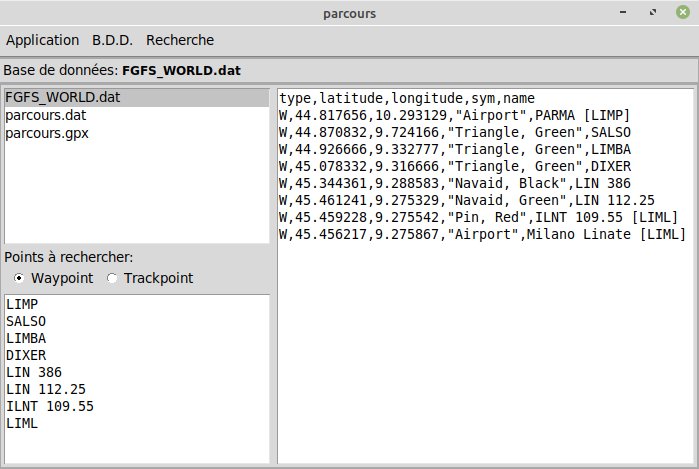 parcours
Application B.D.D. Recherche
Base de données: FGFS_WORLD.dat
FGFS_WORLD.dat
parcours.dat
parcours.gpx
Points à rechercher:
Waypoint Trackpoint
LIMP
SALSO
LIMBA
DIXER
LIN 386
LIN 112.25
ILNT 109.55
LIML
type,latitude,longitude,sym,name
W,44.817656,10.293129,"Airport",PARMA [LIMP]
W,44.870832,9.724166,"Triangle, Green",SALSO
W,44.926666,9.332777,"Triangle, Green",LIMBA
W,45.078332,9.316666,"Triangle, Green",DIXER
W,45.344361,9.288583,"Navaid, Black",LIN 386
W,45.461241,9.275329,"Navaid, Green",LIN 112.25
W,45.459228,9.275542,"Pin, Red",ILNT 109.55 [LIML]
W,45.456217,9.275867,"Airport",Milano Linate [LIML]